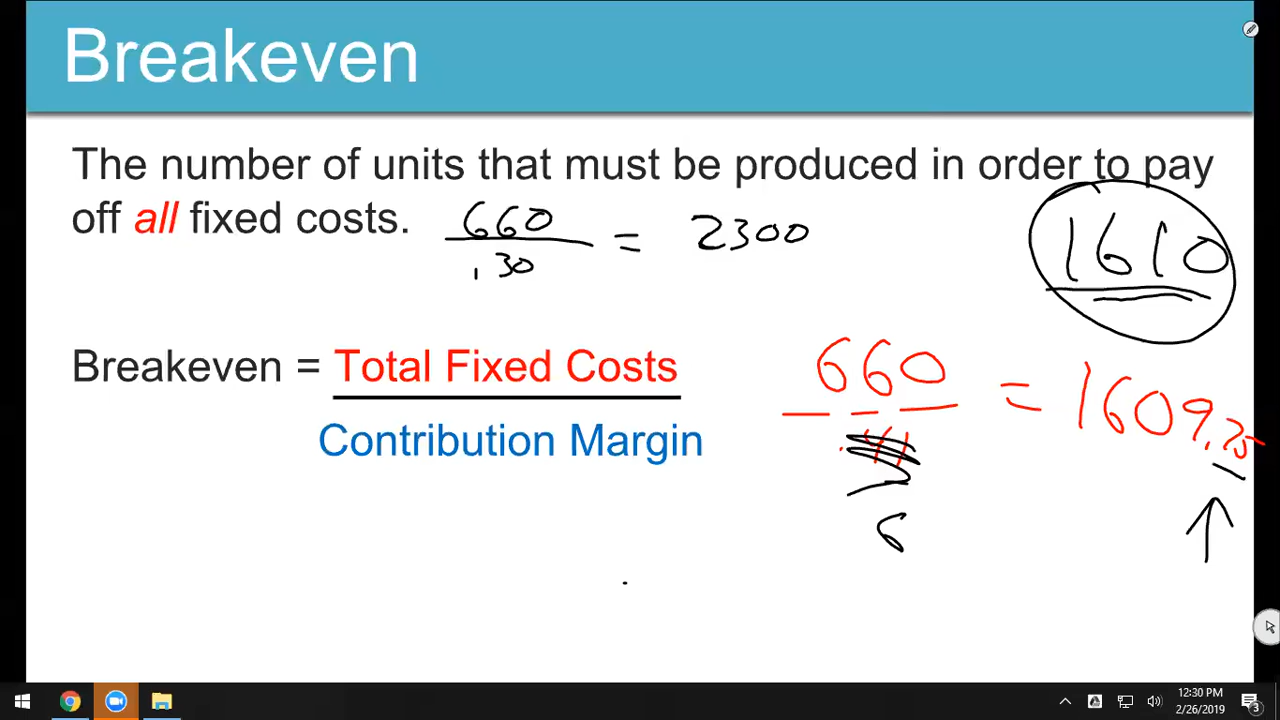 Breakeven
The number of units that must be produced in order to pay
off all fixed costs.
660
.30
= 2300
1610
Breakeven = Total Fixed Costs
Contribution Margin
660
= 1609.75
6
12:30 PM
2/26/2019
3